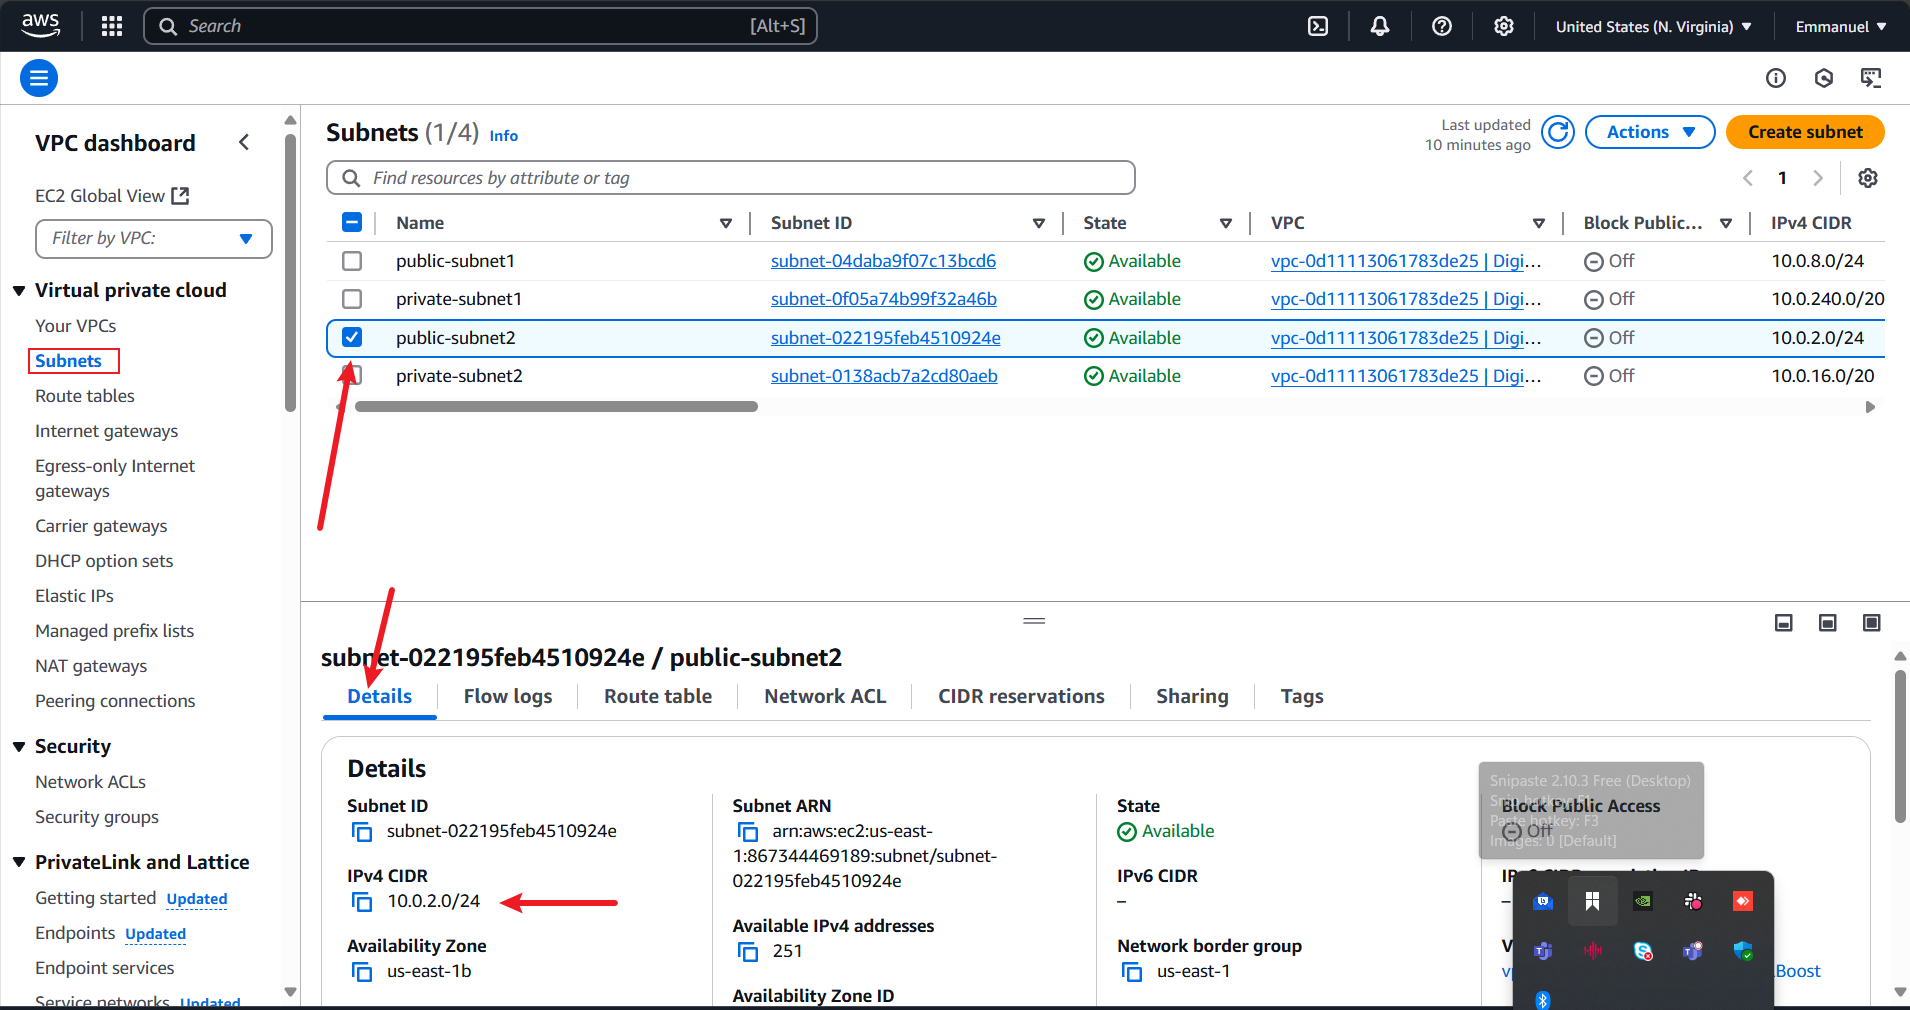 aws
Search [Alt+S]
United States (N. Virginia)
Emmanuel
VPC dashboard
EC2 Global View
Filter by VPC:
Virtual private cloud
Your VPCs
Subnets
Route tables
Internet gateways
Egress-only Internet
gateways
Carrier gateways
DHCP option sets
Elastic IPs
Managed prefix lists
NAT gateways
Peering connections
Security
Network ACLs
Security groups
PrivateLink and Lattice
Getting started Updated
Endpoints Updated
Endpoint services
Service networks Updated
Subnets (1/4) Info
Last updated
10 minutes ago
Actions
Create subnet
Find resources by attribute or tag
1
Name Subnet ID State VPC Block Public... IPv4 CIDR
public-subnet1 subnet-04daba9f07c13bcd6 Available vpc-0d11113061783de25 | Digi... Off 10.0.8.0/24
private-subnet1 subnet-0f05a74b99f32a46b Available vpc-0d11113061783de25 | Digi... Off 10.0.240.0/20
public-subnet2 subnet-022195feb4510924e Available vpc-0d11113061783de25 | Digi... Off 10.0.2.0/24
private-subnet2 subnet-0138acb7a2cd80aeb Available vpc-0d11113061783de25 | Digi... Off 10.0.16.0/20
subnet-022195feb4510924e / public-subnet2
Details Flow logs Route table Network ACL CIDR reservations Sharing Tags
Details
Subnet ID
subnet-022195feb4510924e
IPv4 CIDR
10.0.2.0/24
Availability Zone
us-east-1b
Subnet ARN
arn:aws:ec2:us-east-
1:867344469189:subnet/subnet-
022195feb4510924e
Available IPv4 addresses
251
Availability Zone ID
State
Available
IPv6 CIDR
–
Network border group
us-east-1
Block Public Access
Off
–
Boost
Snipaste 2.10.3 Free (Desktop)
Paste hotkey: F3
Images: 0 [Default]